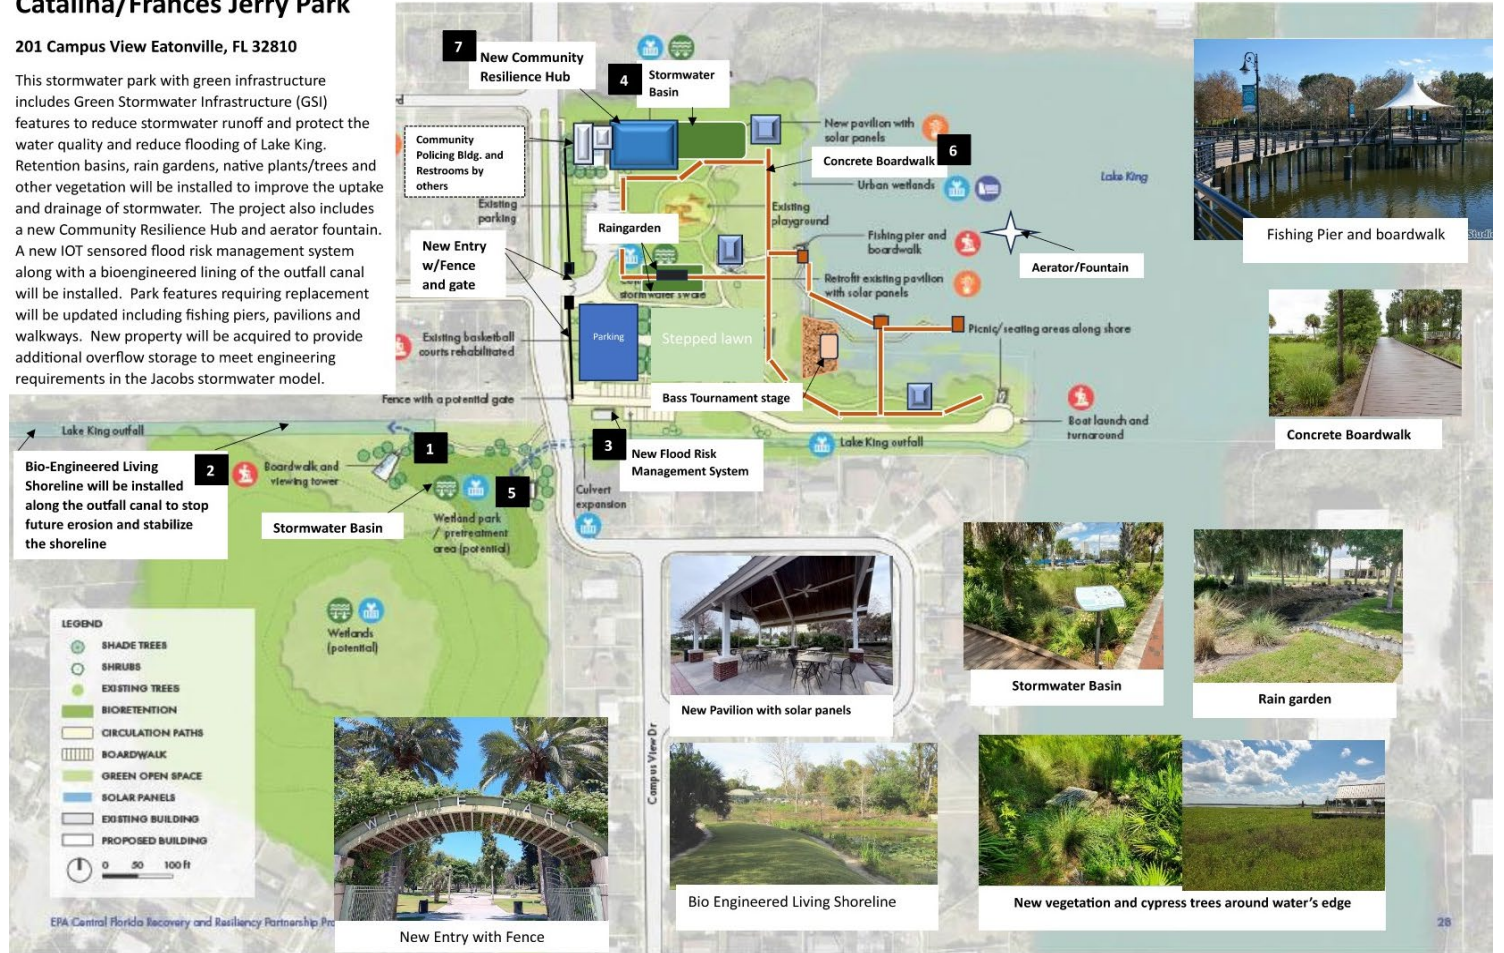 Catalina/Frances Jerry Park
201 Campus View Eatonville, FL 32810
This stormwater park with green infrastructure
includes Green Stormwater Infrastructure (GSI)
features to reduce stormwater runoff and protect the
water quality and reduce flooding of Lake King.
Retention basins, rain gardens, native plants/trees and
other vegetation will be installed to improve the uptake
and drainage of stormwater. The project also includes
a new Community Resilience Hub and aerator fountain.
A new IOT sensored flood risk management system
along with a bioengineered lining of the outfall canal
will be installed. Park features requiring replacement
will be updated including fishing piers, pavilions and
walkways. New property will be acquired to provide
additional overflow storage to meet engineering
requirements in the Jacobs stormwater model.
7
New Community
Resilience Hub
4
Stormwater
Basin
Community
Policing Bldg. and
Restrooms by
others
New pavilion with
solar panels
Concrete Boardwalk
6
Urban wetlands
Lake King
Existing
parking
Existing
playground
Raingarden
New Entry
w/Fence
and gate
Fishing pier and
boardwalk
Aerator/Fountain
Retrofit existing pavilion
with solar panels
stormwater swale
Parking
Stepped lawn
Existing basketball
courts rehabilitated
Picnic/seating areas along shore
Fence with a potential gate
Bass Tournament stage
Boat launch and
turnaround
Lake King outfall
Lake King outfall
1
2
3
5
Bio-Engineered Living
Shoreline will be installed
along the outfall canal to stop
future erosion and stabilize
the shoreline
Boardwalk and
viewing tower
New Flood Risk
Management System
Culvert
expansion
Stormwater Basin
Wetland park
/ pretreatment
area (potential)
Wetlands
(potential)
LEGEND
SHADE TREES
SHRUBS
EXISTING TREES
BIORETENTION
CIRCULATION PATHS
BOARDWALK
GREEN OPEN SPACE
SOLAR PANELS
EXISTING BUILDING
PROPOSED BUILDING
0 50 100 ft
Campus View Dr
Fishing Pier and boardwalk
Concrete Boardwalk
New Pavilion with solar panels
Stormwater Basin
Rain garden
WHITE PARK
New Entry with Fence
Bio Engineered Living Shoreline
New vegetation and cypress trees around water's edge
EPA Central Florida Recovery and Resiliency Partnership
28